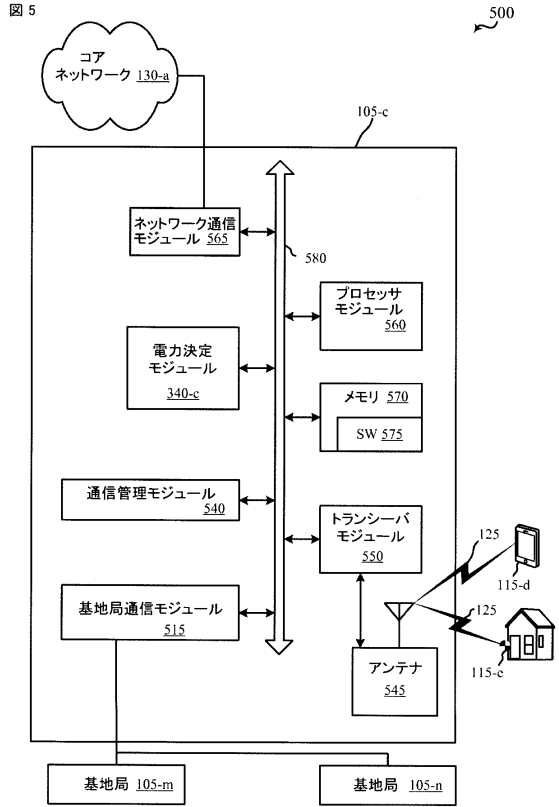 図 5
500
コア
ネットワーク 130-a
105-c
ネットワーク通信
モジュール 565
580
プロセッサ
モジュール
560
電力決定
モジュール
340-c
メモリ 570
SW 575
通信管理モジュール
540
トランシーバ
モジュール
550
125
115-d
基地局通信モジュール
515
125
アンテナ
545
115-e
基地局 105-m
基地局 105-n